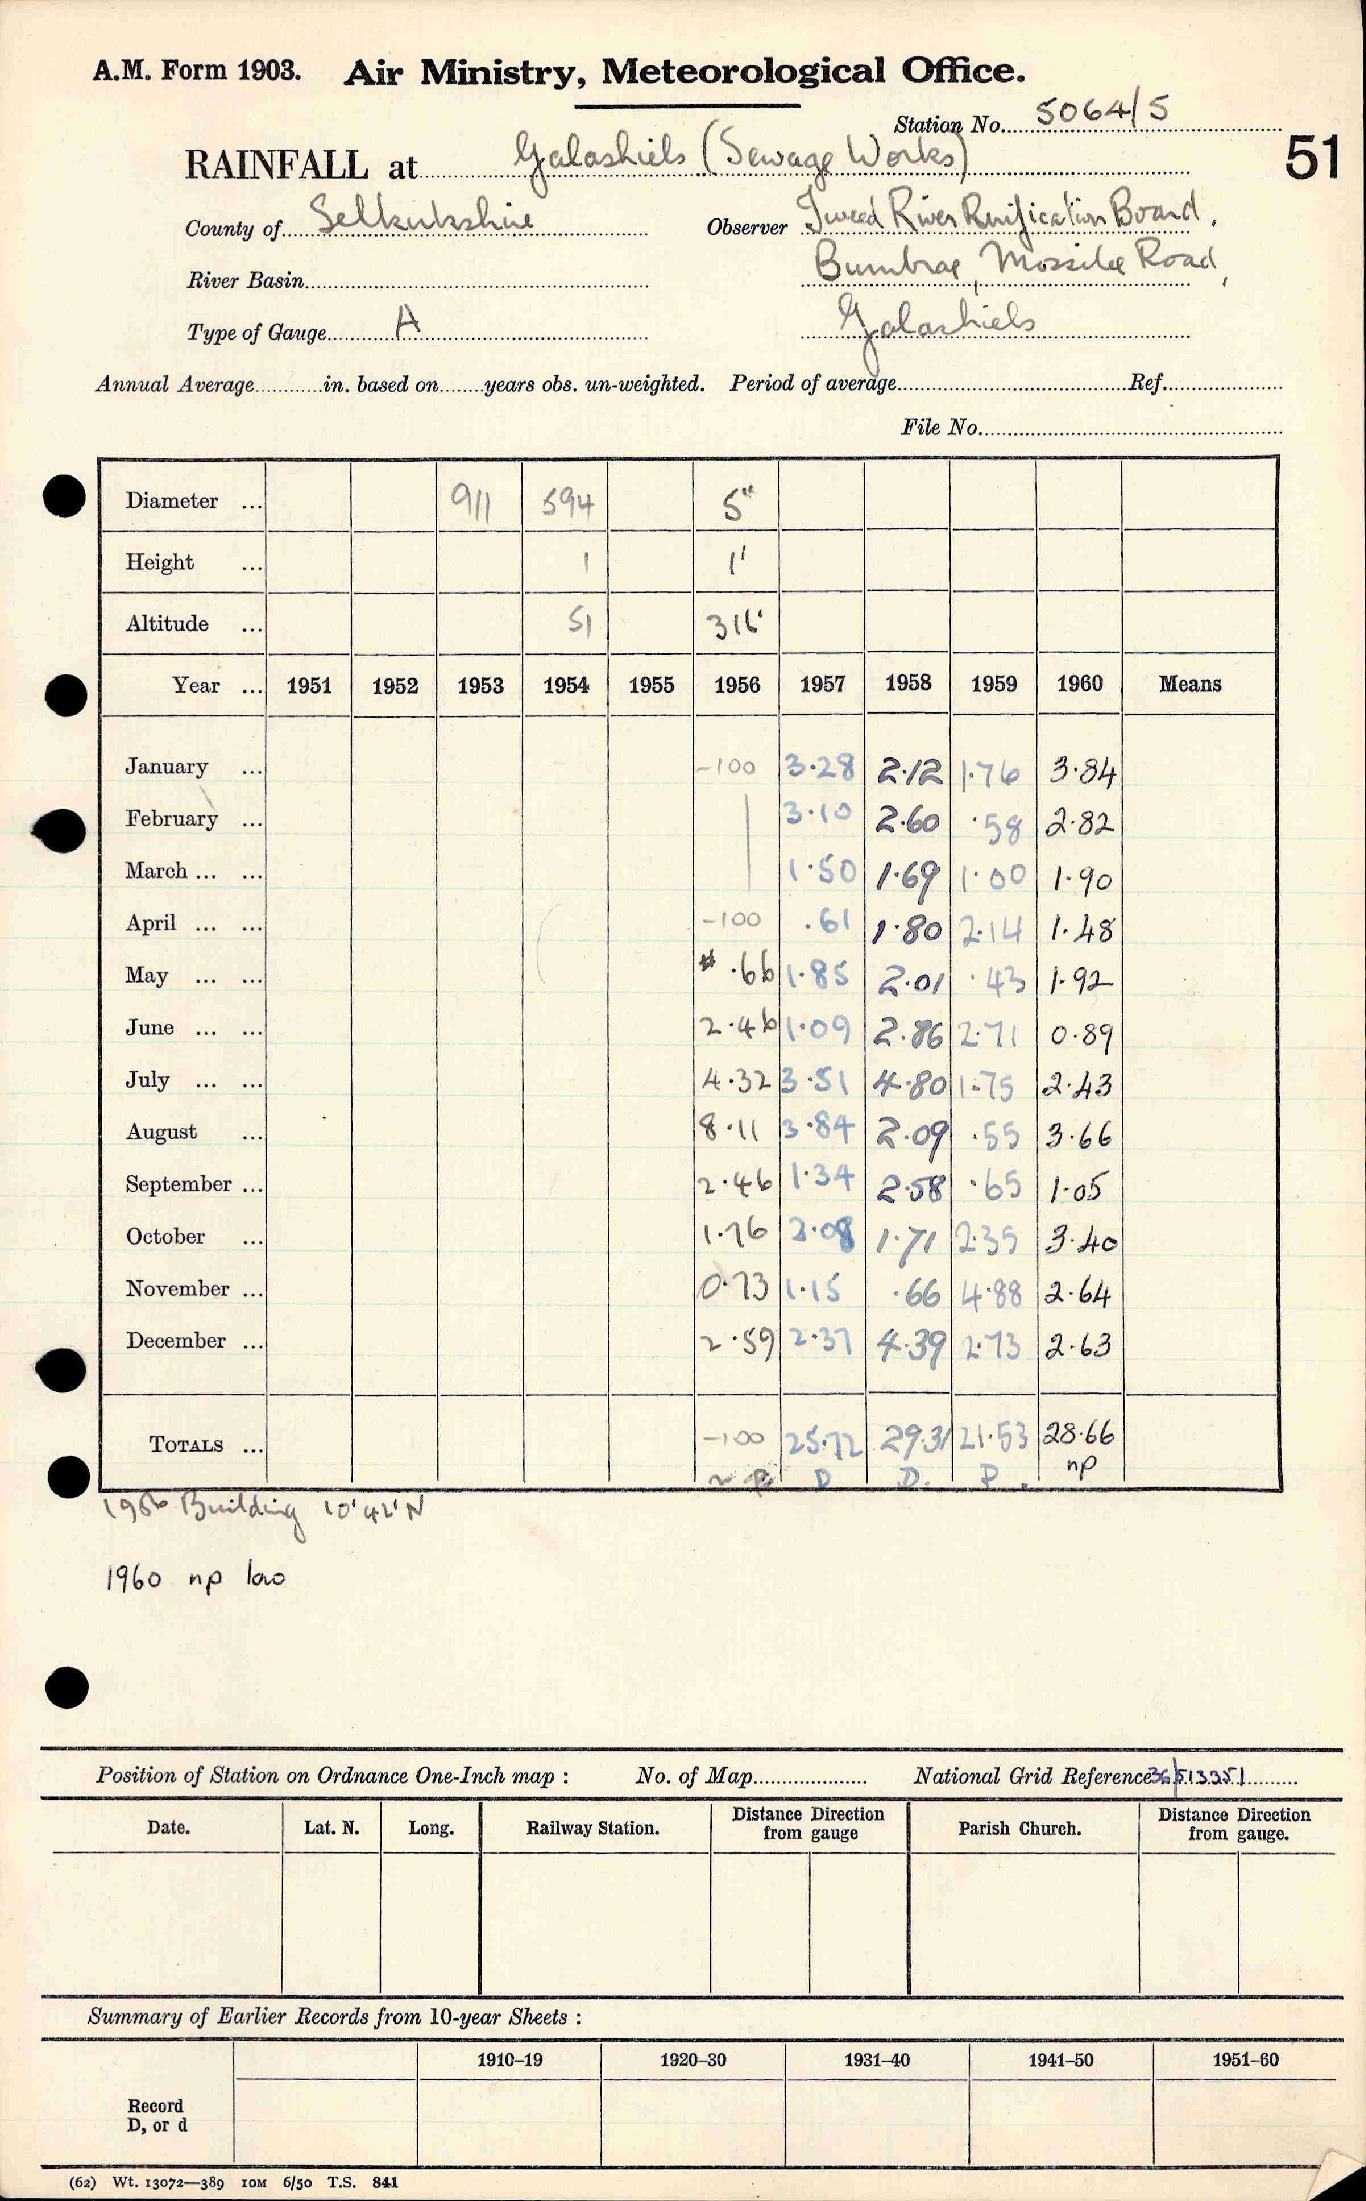 A.M. Form 1903. Air Ministry, Meteorological Office.
Station No. 5064/5
RAINFALL at Galashiels (Sewage Works)
51
County of Selkirkshire Observer Tweed River Purification Board,
River Basin Burnbrae, Mossilee Road,
Type of Gauge A Galashiels
Annual Average in. based on years obs. un-weighted. Period of average Ref.
File No.
Diameter ... 911 594 5"
Height ... 1 1'
Altitude ... 51 316'
Year ... 1951 1952 1953 1954 1955 1956 1957 1958 1959 1960 Means
January ... -100 3.28 2.12 1.76 3.84
February ... 3.10 2.60 .58 2.82
March ... ... 1.50 1.69 1.00 1.90
April ... ... -100 .61 1.80 2.14 1.48
May ... ... * .66 1.85 2.01 .43 1.92
June ... ... 2.46 1.09 2.86 2.71 0.89
July ... ... 4.32 3.51 4.80 1.75 2.43
August ... 8.11 3.84 2.09 .55 3.66
September ... 2.46 1.34 2.58 .65 1.05
October ... 1.76 2.08 1.71 2.35 3.40
November ... 0.73 1.15 .66 4.88 2.64
December ... 2.59 2.37 4.39 2.73 2.63
TOTALS ... -100 25.72 29.31 21.53 28.66
D D. P. np
1956 Building 10' 42' N
1960 np low
Position of Station on Ordnance One-Inch map : No. of Map National Grid Reference 36/513351
Date. Lat. N. Long. Railway Station. Distance Direction from gauge Parish Church. Distance Direction from gauge.
Summary of Earlier Records from 10-year Sheets :
1910–19 1920–30 1931–40 1941–50 1951–60
Record
D, or d
(62) Wt. 13072—389 10M 6/50 T.S. 841